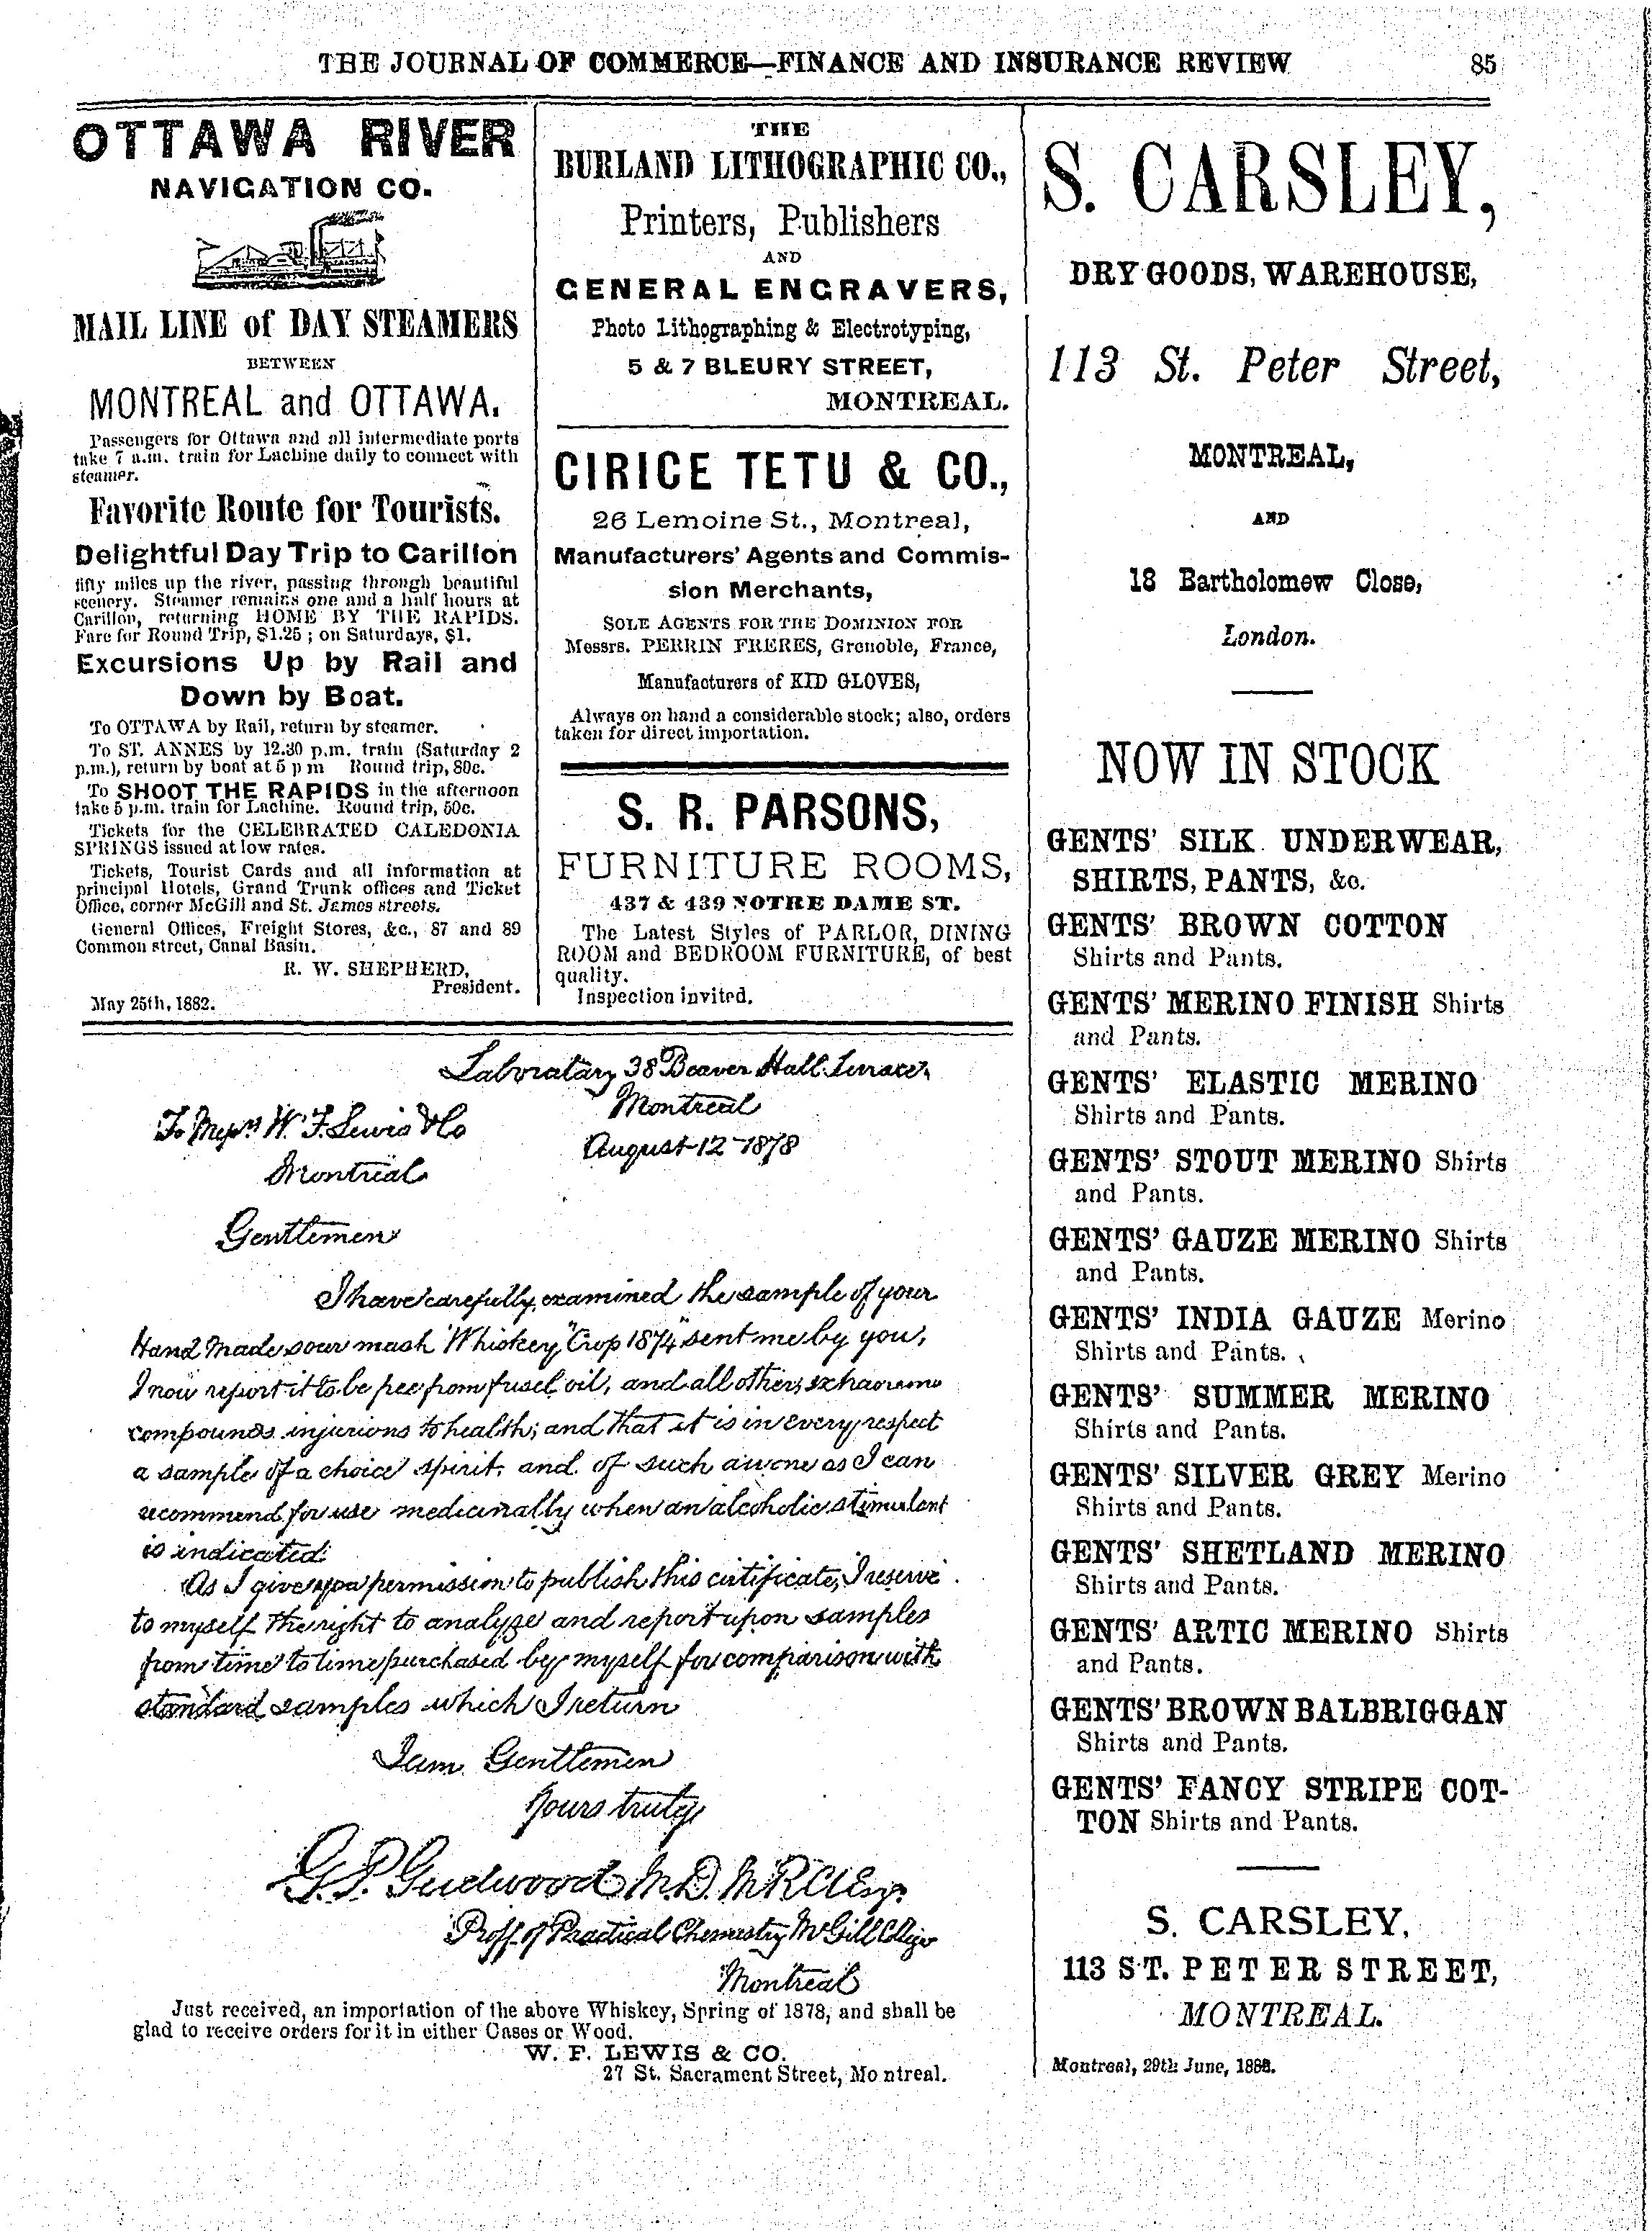 THE JOURNAL OF COMMERCE—FINANCE AND INSURANCE REVIEW 85
OTTAWA RIVER
NAVIGATION CO.
MAIL LINE of DAY STEAMERS
BETWEEN
MONTREAL and OTTAWA.
Passengers for Ottawa and all intermediate ports
take 7 a.m. train for Lachine daily to connect with
steamer.
Favorite Route for Tourists.
Delightful Day Trip to Carillon
fifty miles up the river, passing through beautiful
scenery. Steamer remains one and a half hours at
Carillon, returning HOME BY THE RAPIDS.
Fare for Round Trip, $1.25 ; on Saturdays, $1.
Excursions Up by Rail and
Down by Boat.
To OTTAWA by Rail, return by steamer.
To ST. ANNES by 12.30 p.m. train (Saturday 2
p.m.), return by boat at 5 p m Round trip, 80c.
To SHOOT THE RAPIDS in the afternoon
take 5 p.m. train for Lachine. Round trip, 50c.
Tickets for the CELEBRATED CALEDONIA
SPRINGS issued at low rates.
Tickets, Tourist Cards and all information at
principal Hotels, Grand Trunk offices and Ticket
Office, corner McGill and St. James streets.
General Offices, Freight Stores, &c., 87 and 89
Common street, Canal Basin.
R. W. SHEPHERD,
President.
May 25th, 1882.
THE
BURLAND LITHOGRAPHIC CO.,
Printers, Publishers
AND
GENERAL ENGRAVERS,
Photo Lithographing & Electrotyping,
5 & 7 BLEURY STREET,
MONTREAL.
CIRICE TETU & CO.,
26 Lemoine St., Montreal,
Manufacturers' Agents and Commis-
sion Merchants,
SOLE AGENTS FOR THE DOMINION FOR
Messrs. PERRIN FRERES, Grenoble, France,
Manufacturers of KID GLOVES,
Always on hand a considerable stock; also, orders
taken for direct importation.
S. R. PARSONS,
FURNITURE ROOMS,
437 & 439 NOTRE DAME ST.
The Latest Styles of PARLOR, DINING
ROOM and BEDROOM FURNITURE, of best
quality.
Inspection invited.
Laboratary 38 Beaver Hall Terrace,
Montreal
August 12 - 1878
To Messrs W. F. Lewis & Co
Montreal
Gentlemen
I have carefully examined the sample of your
Hand Made sour mash Whiskey, "Crop 1874" sent me by you,
I now report it to be free from fusel oil, and all other
compounds injurious to health; and that it is in every respect
a sample of a choice spirit, and of such a one as I can
recommend for use medicinally when an alcoholic stimulant
is indicated.
As I give you permission to publish this certificate, I reserve
to myself the right to analyze and report upon samples
from time to time purchased by myself for comparison with
standard samples which I return
I am Gentlemen
Yours truly,
G. P. Girdwood M.D. M.R.C.S. Eng.
Proff. of Practical Chemistry McGill College
Montreal
Just received, an importation of the above Whiskey, Spring of 1878, and shall be
glad to receive orders for it in either Cases or Wood.
W. F. LEWIS & CO.
27 St. Sacrament Street, Montreal.
S. CARSLEY,
DRY GOODS, WAREHOUSE,
113 St. Peter Street,
MONTREAL,
AND
18 Bartholomew Close,
London.
NOW IN STOCK
GENTS' SILK UNDERWEAR,
SHIRTS, PANTS, &c.
GENTS' BROWN COTTON
Shirts and Pants.
GENTS' MERINO FINISH Shirts
and Pants.
GENTS' ELASTIC MERINO
Shirts and Pants.
GENTS' STOUT MERINO Shirts
and Pants.
GENTS' GAUZE MERINO Shirts
and Pants.
GENTS' INDIA GAUZE Merino
Shirts and Pants.
GENTS' SUMMER MERINO
Shirts and Pants.
GENTS' SILVER GREY Merino
Shirts and Pants.
GENTS' SHETLAND MERINO
Shirts and Pants.
GENTS' ARTIC MERINO Shirts
and Pants.
GENTS' BROWN BALBRIGGAN
Shirts and Pants.
GENTS' FANCY STRIPE COT-
TON Shirts and Pants.
S. CARSLEY,
113 ST. PETER STREET,
MONTREAL.
Montreal, 29th June, 1882.